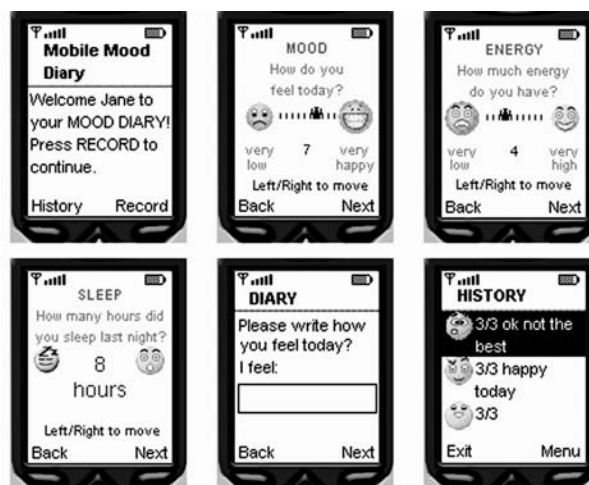 Mobile Mood
Diary
Welcome Jane to
your MOOD DIARY!
Press RECORD to
continue.
History Record
MOOD
How do you
feel today?
very low 7 very happy
Left/Right to move
Back Next
ENERGY
How much energy
do you have?
very low 4 very high
Left/Right to move
Back Next
SLEEP
How many hours did
you sleep last night?
8
hours
Left/Right to move
Back Next
DIARY
Please write how
you feel today?
I feel:
Back Next
HISTORY
3/3 ok not the
best
3/3 happy
today
3/3
Exit Menu